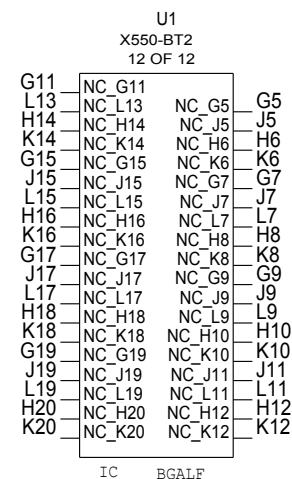 U1
X550-BT2
12 OF 12
G11 NC_G11
L13 NC_L13 NC_G5 G5
H14 NC_H14 NC_J5 J5
K14 NC_K14 NC_H6 H6
G15 NC_G15 NC_K6 K6
J15 NC_J15 NC_G7 G7
L15 NC_L15 NC_J7 J7
H16 NC_H16 NC_L7 L7
K16 NC_K16 NC_H8 H8
G17 NC_G17 NC_K8 K8
J17 NC_J17 NC_G9 G9
L17 NC_L17 NC_J9 J9
H18 NC_H18 NC_L9 L9
K18 NC_K18 NC_H10 H10
G19 NC_G19 NC_K10 K10
J19 NC_J19 NC_J11 J11
L19 NC_L19 NC_L11 L11
H20 NC_H20 NC_H12 H12
K20 NC_K20 NC_K12 K12
IC BGALF